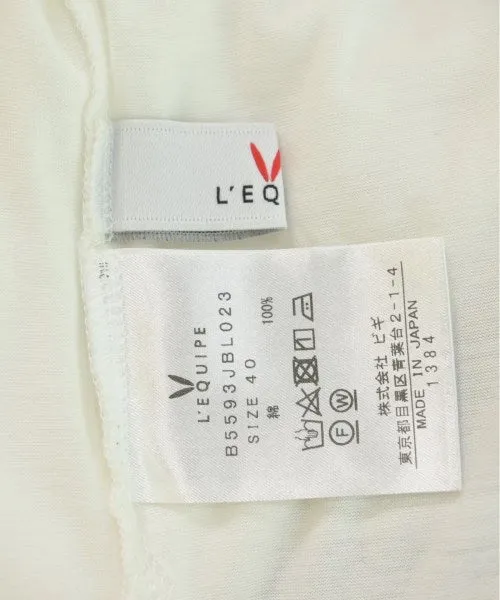 L'EQ
L'EQUIPE
B5593JBL023
SIZE 40
綿 100%
F W
株式会社 ビギ
東京都目黒区青葉台2-1-4
MADE IN JAPAN
1384